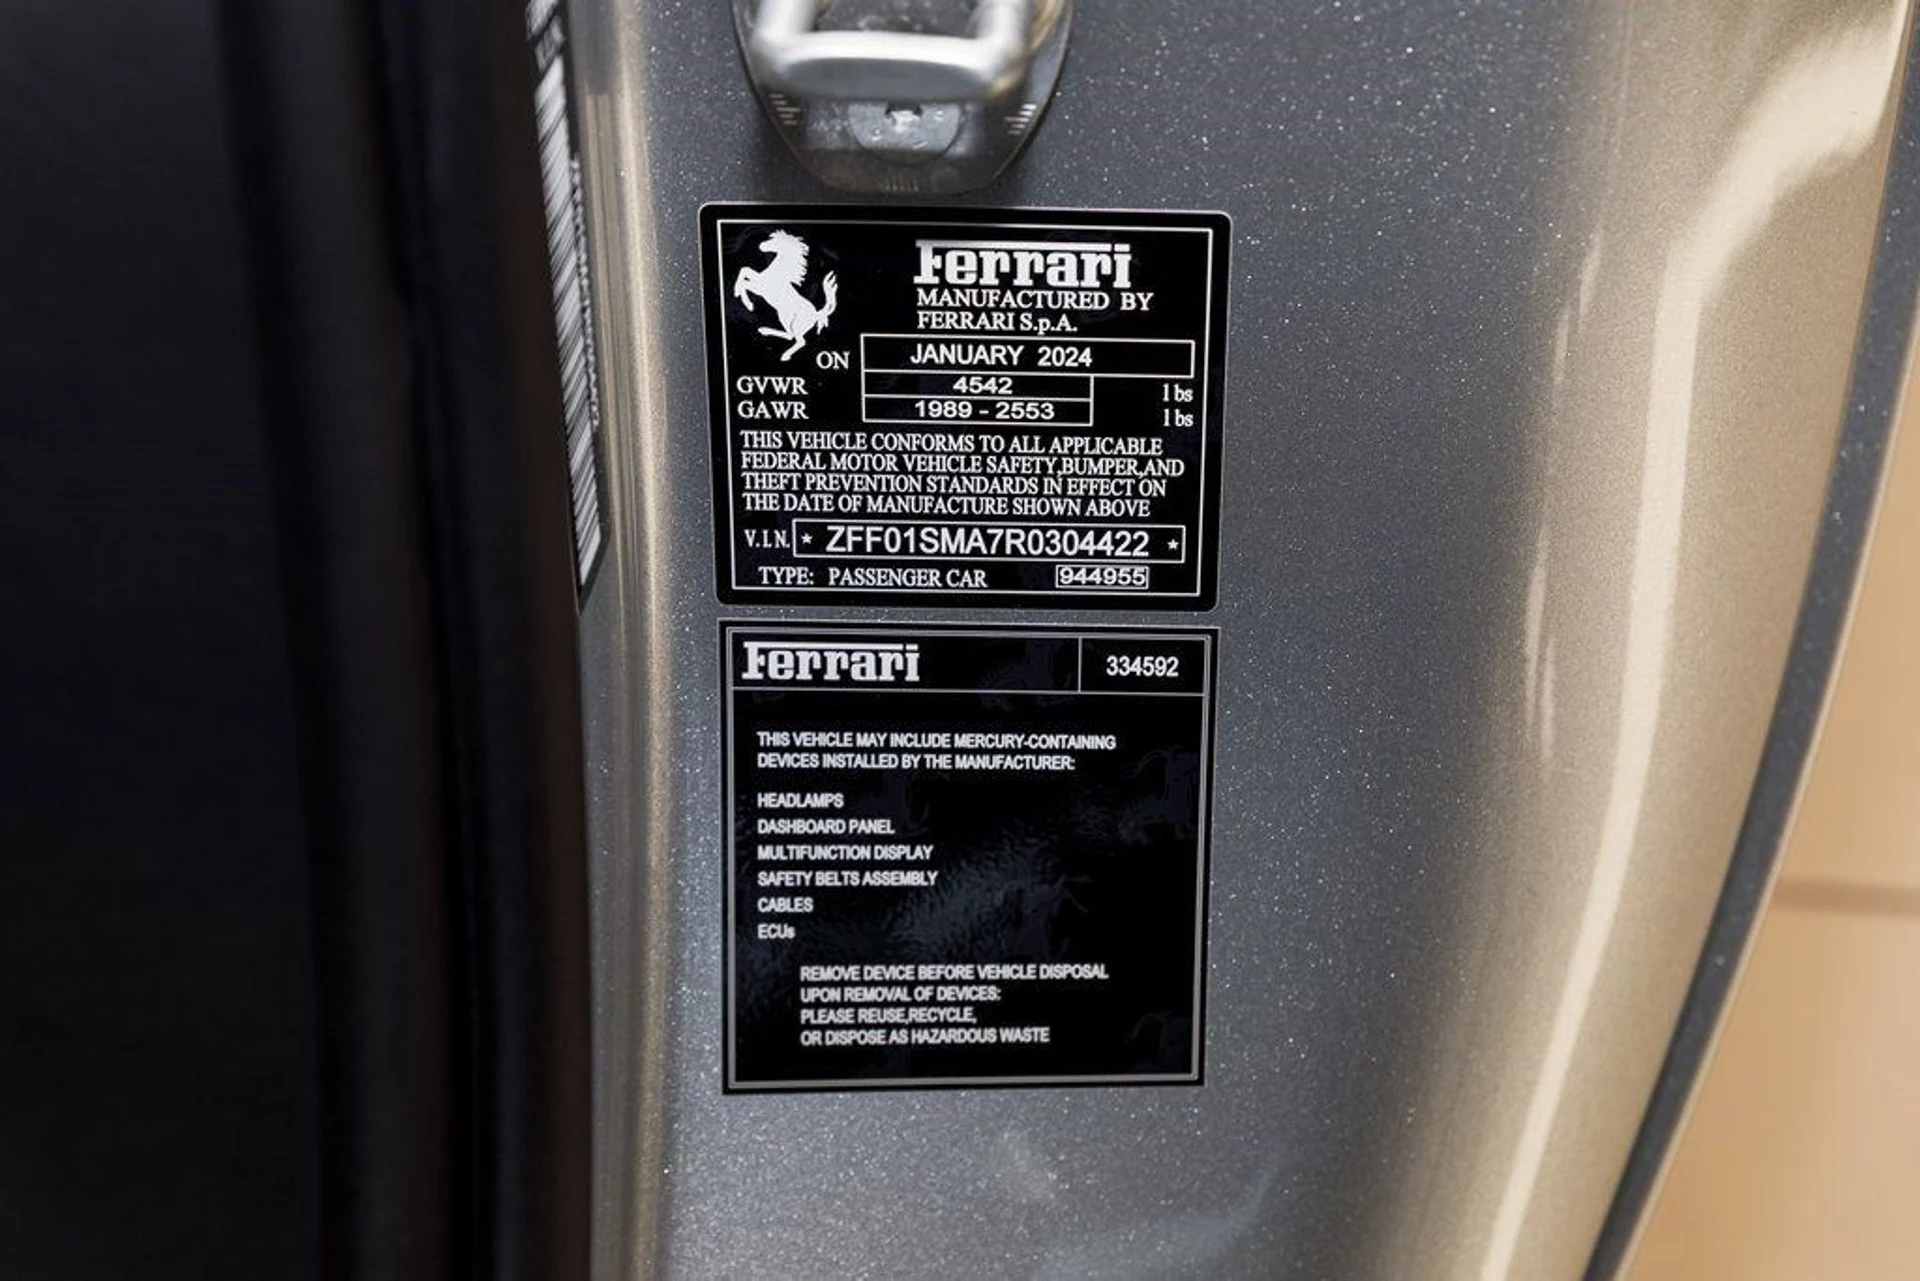 Ferrari
MANUFACTURED BY
FERRARI S.p.A.
ON JANUARY 2024
GVWR 4542 lbs
GAWR 1989 - 2553 lbs
THIS VEHICLE CONFORMS TO ALL APPLICABLE
FEDERAL MOTOR VEHICLE SAFETY,BUMPER,AND
THEFT PREVENTION STANDARDS IN EFFECT ON
THE DATE OF MANUFACTURE SHOWN ABOVE
V.I.N. * ZFF01SMA7R0304422 *
TYPE: PASSENGER CAR 944955
Ferrari 334592
THIS VEHICLE MAY INCLUDE MERCURY-CONTAINING
DEVICES INSTALLED BY THE MANUFACTURER:
HEADLAMPS
DASHBOARD PANEL
MULTIFUNCTION DISPLAY
SAFETY BELTS ASSEMBLY
CABLES
ECUs
REMOVE DEVICE BEFORE VEHICLE DISPOSAL
UPON REMOVAL OF DEVICES:
PLEASE REUSE,RECYCLE,
OR DISPOSE AS HAZARDOUS WASTE